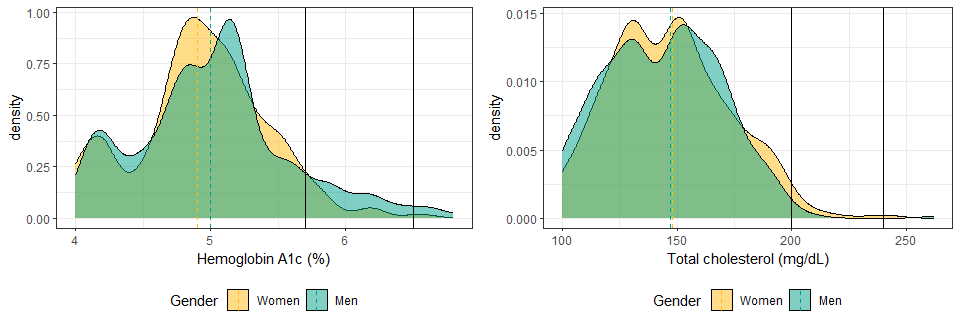 1.00
0.75
0.50
0.25
0.00
density
4 5 6
Hemoglobin A1c (%)
Gender Women Men
0.015
0.010
0.005
0.000
density
100 150 200 250
Total cholesterol (mg/dL)
Gender Women Men